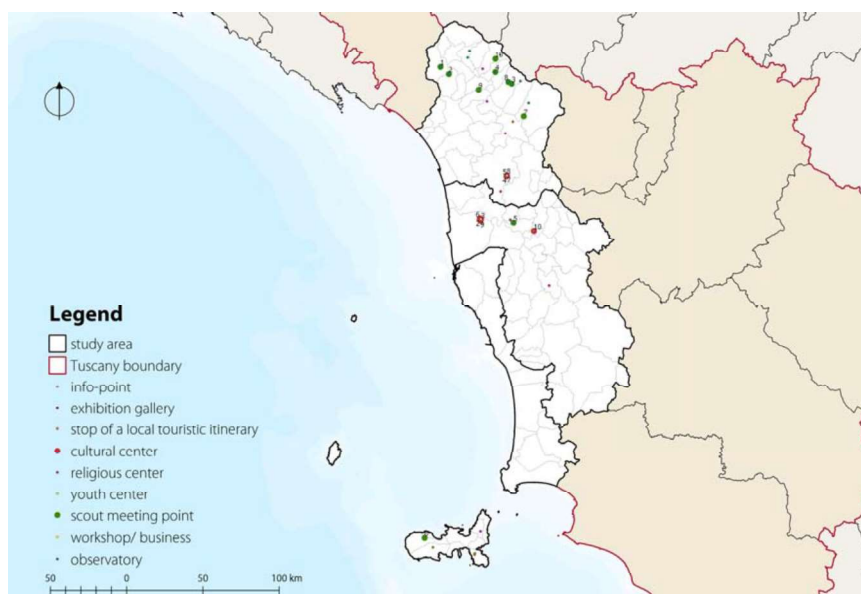 Legend
study area
Tuscany boundary
info-point
exhibition gallery
stop of a local touristic itinerary
cultural center
religious center
youth center
scout meeting point
workshop/ business
observatory
50 0 50 100 km
10